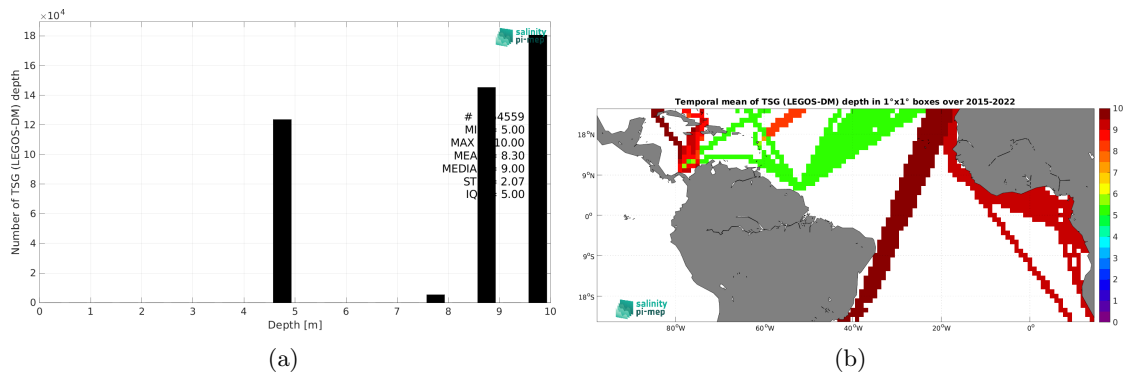 ×10⁴
18
16
14
12
10
8
6
4
2
0
Number of TSG (LEGOS-DM) depth
salinity
pi-mep
#
4559
MI
5.00
MAX
10.00
MEA
8.30
MEDIA
9.00
ST
2.07
IQ
5.00
0 1 2 3 4 5 6 7 8 9 10
Depth [m]
(a)
Temporal mean of TSG (LEGOS-DM) depth in 1°x1° boxes over 2015-2022
18°N
9°N
0°
9°S
18°S
80°W 60°W 40°W 20°W 0°
salinity
pi-mep
10
9
8
7
6
5
4
3
2
1
0
(b)